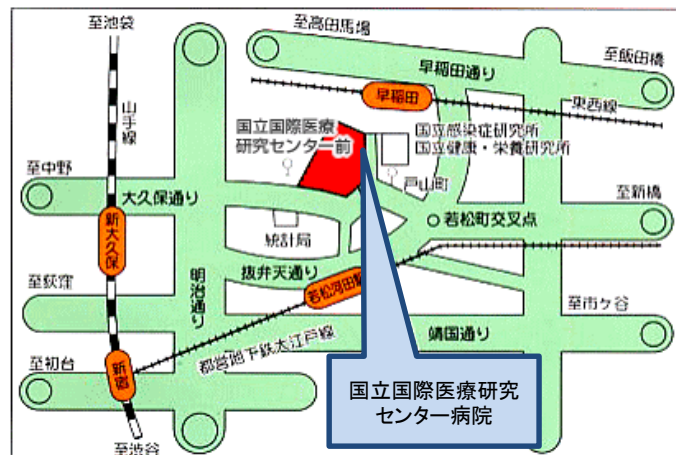 至池袋
至高田馬場
至飯田橋
早稲田通り
早稲田
東西線
山手線
国立国際医療
研究センター前
国立感染症研究所
国立健康・栄養研究所
戸山町
至中野
大久保通り
至新橋
新大久保
統計局
若松町交叉点
抜弁天通り
至荻窪
明治通り
若松河田駅
至市ケ谷
靖国通り
都営地下鉄大江戸線
至初台
新宿
国立国際医療研究
センター病院
至渋谷